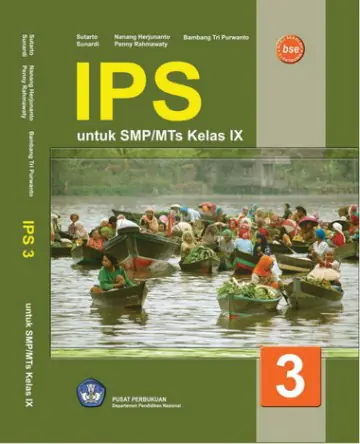 Sutarto Nanang Herjunanto Bambang Tri Purwanto
Sunardi Penny Rahmawaty
bse
IPS
untuk SMP/MTs Kelas IX
3
PUSAT PERBUKUAN
Departemen Pendidikan Nasional
Sutarto Nanang Herjunanto Bambang Tri Purwanto
Sunardi Penny Rahmawaty
IPS 3
untuk SMP/MTs Kelas IX